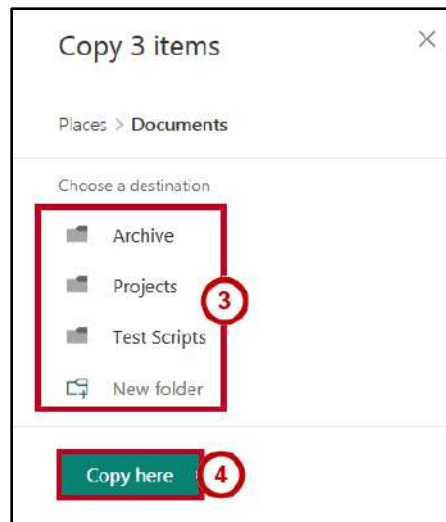 Copy 3 items
Places > Documents
Choose a destination
Archive
Projects
3
Test Scripts
New folder
Copy here 4